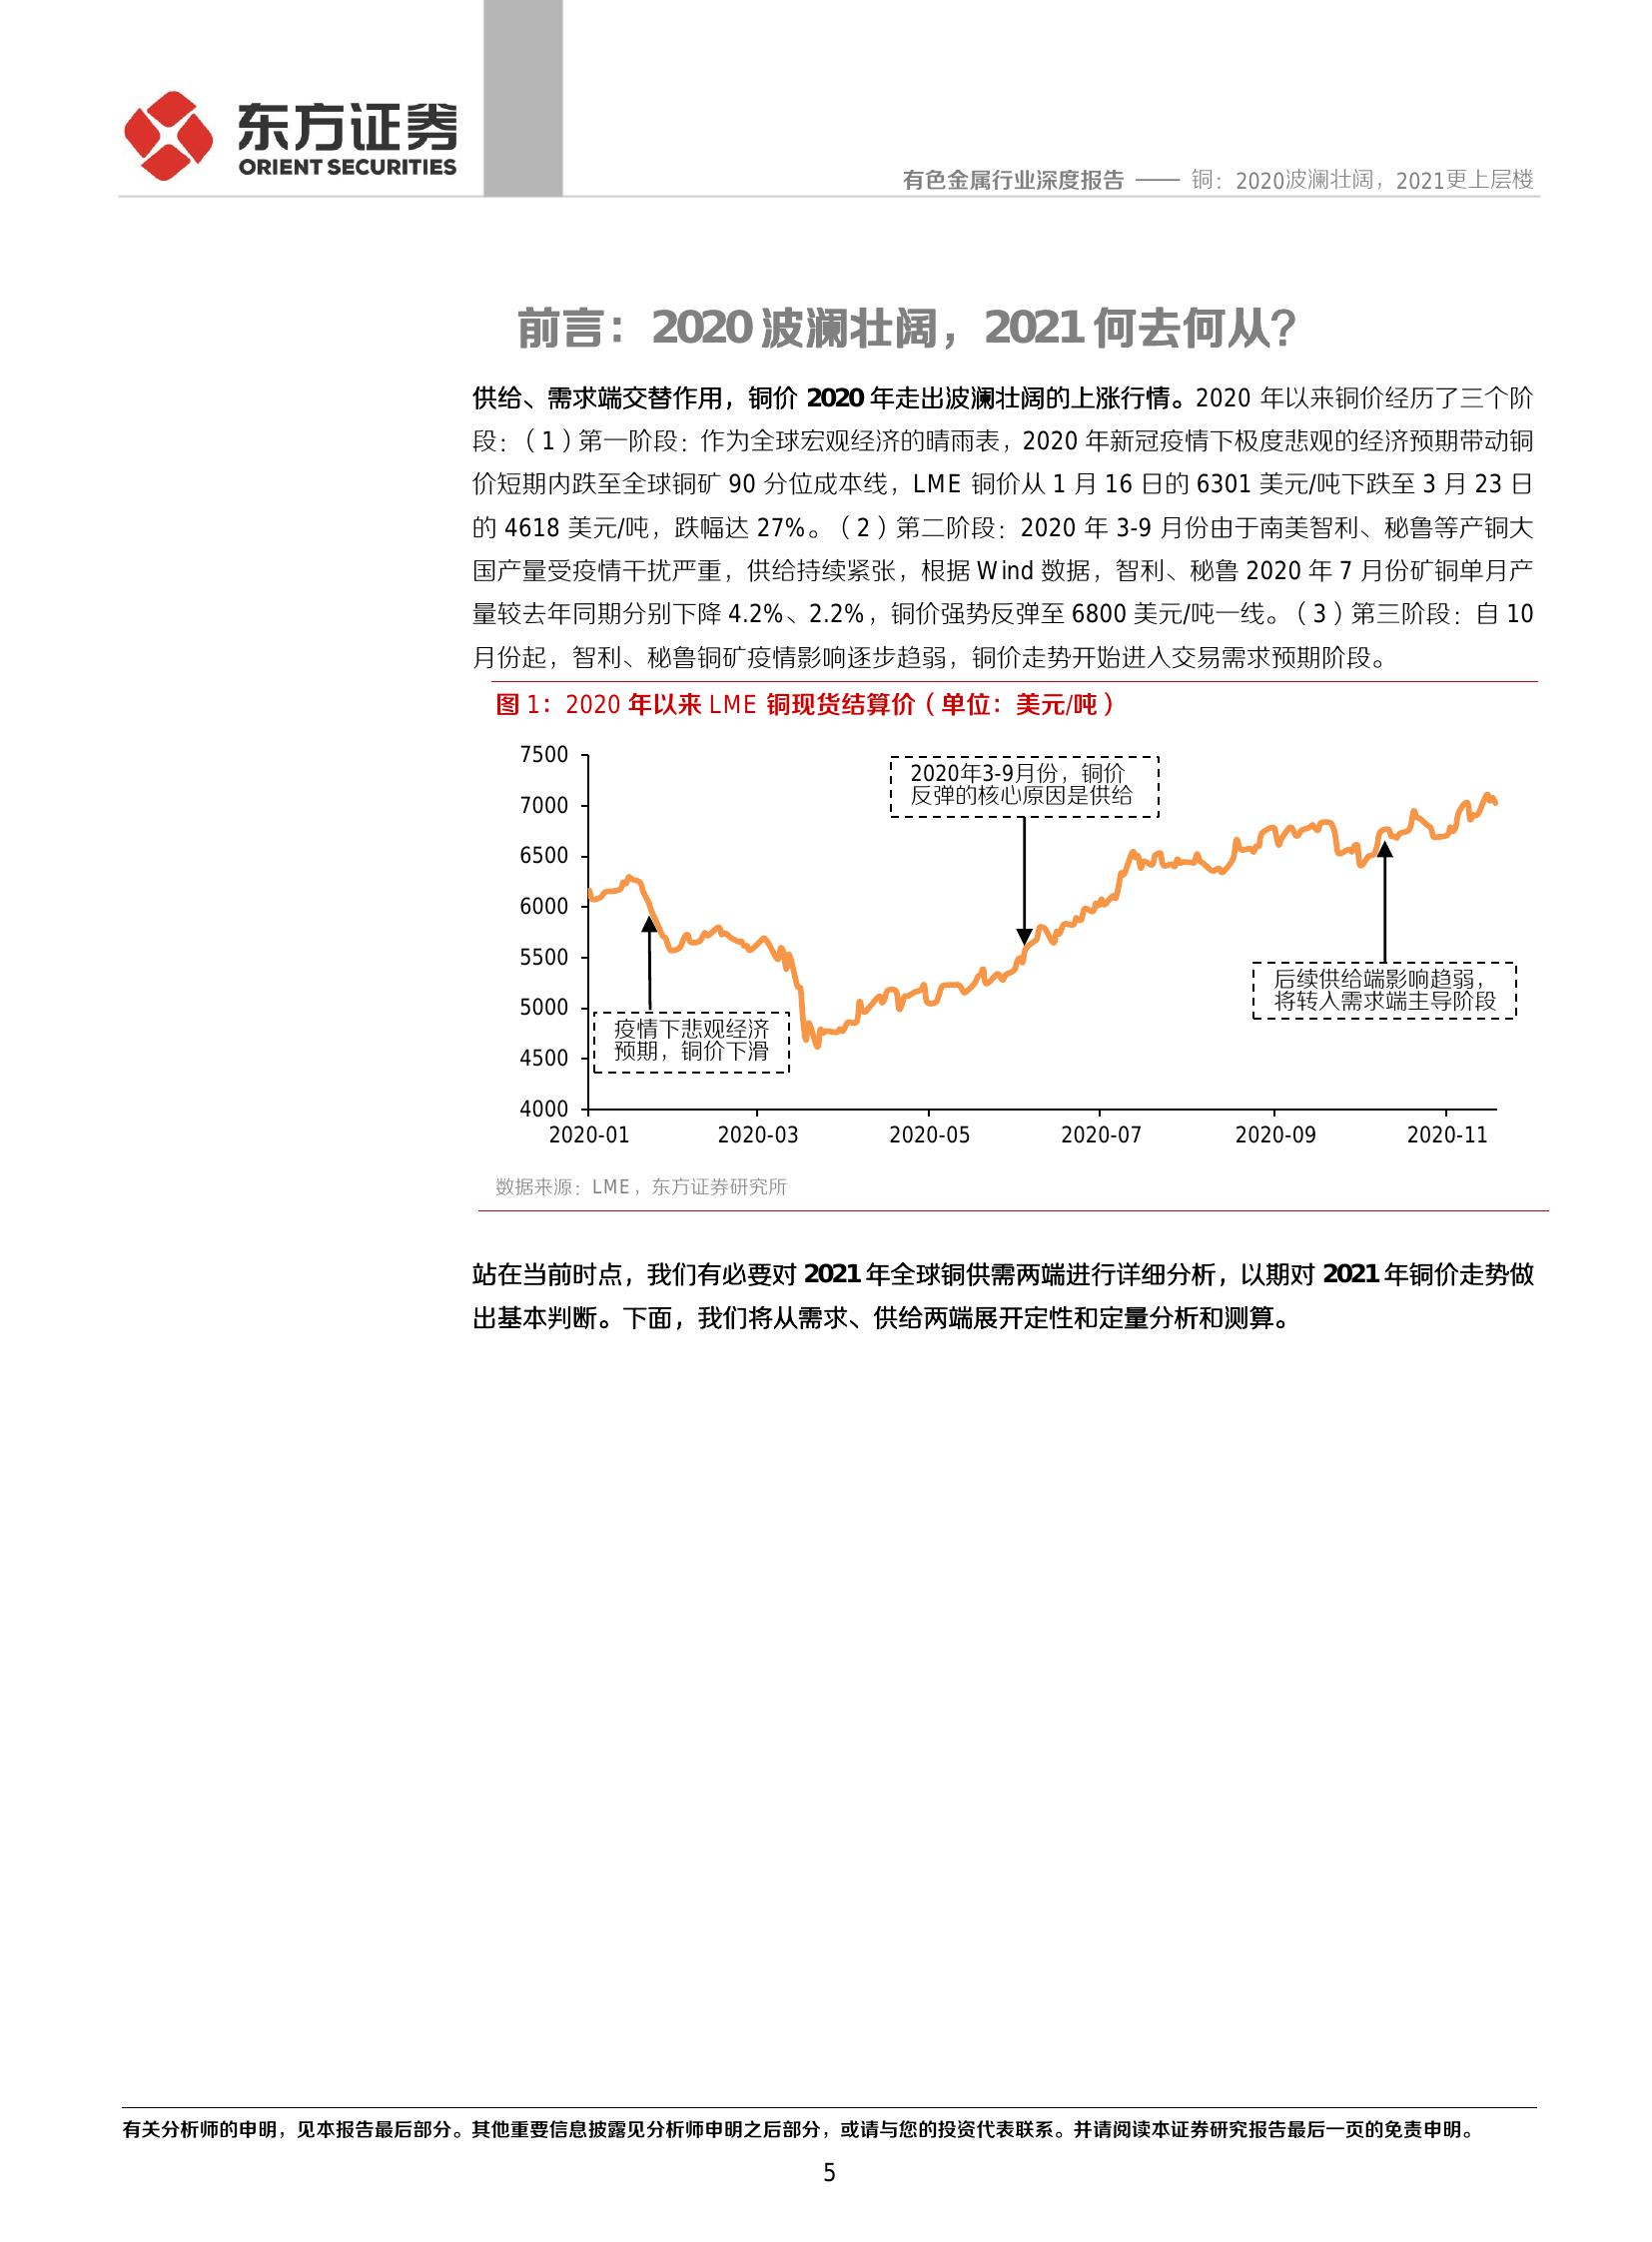 东方证券
ORIENT SECURITIES
有色金属行业深度报告 —— 铜：2020波澜壮阔，2021更上层楼
前言：2020 波澜壮阔，2021 何去何从？
供给、需求端交替作用，铜价 2020 年走出波澜壮阔的上涨行情。2020 年以来铜价经历了三个阶
段：（1）第一阶段：作为全球宏观经济的晴雨表，2020 年新冠疫情下极度悲观的经济预期带动铜
价短期内跌至全球铜矿 90 分位成本线，LME 铜价从 1 月 16 日的 6301 美元/吨下跌至 3 月 23 日
的 4618 美元/吨，跌幅达 27%。（2）第二阶段：2020 年 3-9 月份由于南美智利、秘鲁等产铜大
国产量受疫情干扰严重，供给持续紧张，根据 Wind 数据，智利、秘鲁 2020 年 7 月份矿铜单月产
量较去年同期分别下降 4.2%、2.2%，铜价强势反弹至 6800 美元/吨一线。（3）第三阶段：自 10
月份起，智利、秘鲁铜矿疫情影响逐步趋弱，铜价走势开始进入交易需求预期阶段。
图 1：2020 年以来 LME 铜现货结算价（单位：美元/吨）
7500
7000
6500
6000
5500
5000
4500
4000
2020年3-9月份，铜价
反弹的核心原因是供给
后续供给端影响趋弱，
将转入需求端主导阶段
疫情下悲观经济
预期，铜价下滑
2020-01 2020-03 2020-05 2020-07 2020-09 2020-11
数据来源：LME，东方证券研究所
站在当前时点，我们有必要对 2021 年全球铜供需两端进行详细分析，以期对 2021 年铜价走势做
出基本判断。下面，我们将从需求、供给两端展开定性和定量分析和测算。
有关分析师的申明，见本报告最后部分。其他重要信息披露见分析师申明之后部分，或请与您的投资代表联系。并请阅读本证券研究报告最后一页的免责申明。
5